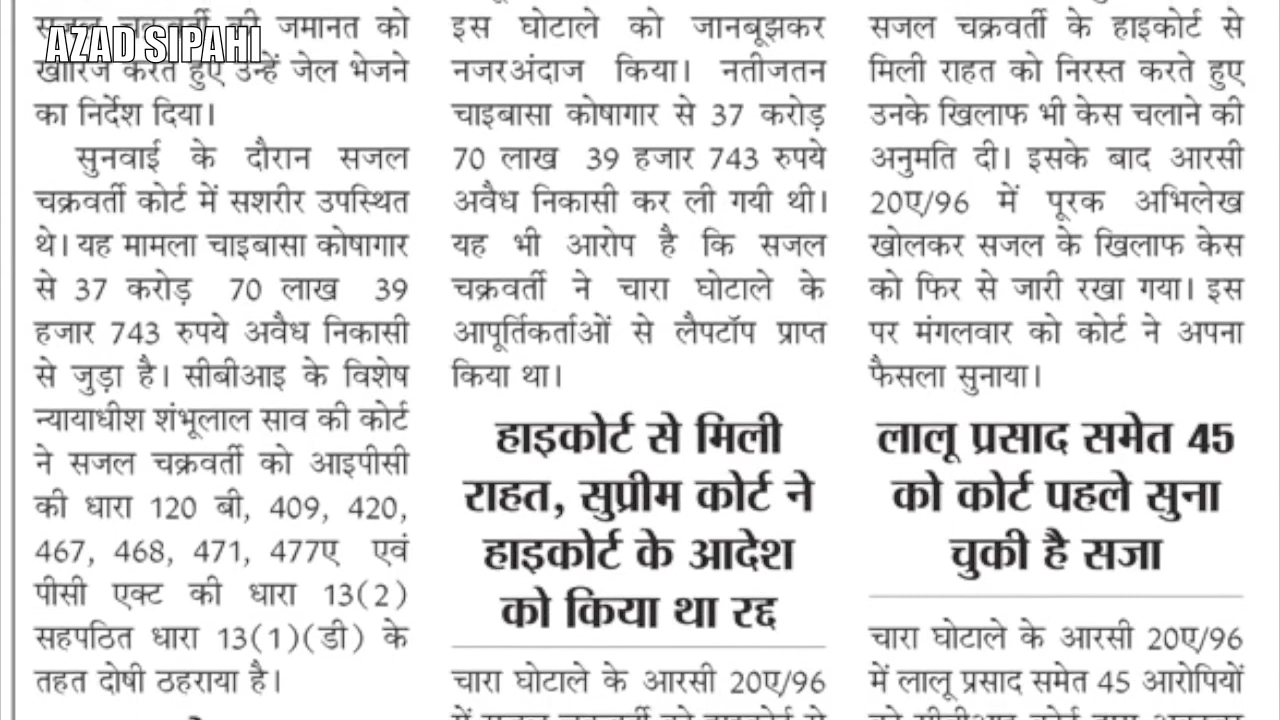 AZAD SIPAHI
जमानत को
खारिज करते हुए उन्हें जेल भेजने
का निर्देश दिया।
सुनवाई के दौरान सजल
चक्रवर्ती कोर्ट में सशरीर उपस्थित
थे। यह मामला चाइबासा कोषागार
से 37 करोड़ 70 लाख 39
हजार 743 रुपये अवैध निकासी
से जुड़ा है। सीबीआइ के विशेष
न्यायाधीश शंभूलाल साव की कोर्ट
ने सजल चक्रवर्ती को आइपीसी
की धारा 120 बी, 409, 420,
467, 468, 471, 477ए एवं
पीसी एक्ट की धारा 13(2)
सहपठित धारा 13(1)(डी) के
तहत दोषी ठहराया है।
इस घोटाले को जानबूझकर
नजरअंदाज किया। नतीजतन
चाइबासा कोषागार से 37 करोड़
70 लाख 39 हजार 743 रुपये
अवैध निकासी कर ली गयी थी।
यह भी आरोप है कि सजल
चक्रवर्ती ने चारा घोटाले के
आपूर्तिकर्ताओं से लैपटॉप प्राप्त
किया था।
हाइकोर्ट से मिली
राहत, सुप्रीम कोर्ट ने
हाइकोर्ट के आदेश
को किया था रद्द
चारा घोटाले के आरसी 20ए/96
सजल चक्रवर्ती के हाइकोर्ट से
मिली राहत को निरस्त करते हुए
उनके खिलाफ भी केस चलाने की
अनुमति दी। इसके बाद आरसी
20ए/96 में पूरक अभिलेख
खोलकर सजल के खिलाफ केस
को फिर से जारी रखा गया। इस
पर मंगलवार को कोर्ट ने अपना
फैसला सुनाया।
लालू प्रसाद समेत 45
को कोर्ट पहले सुना
चुकी है सजा
चारा घोटाले के आरसी 20ए/96
में लालू प्रसाद समेत 45 आरोपियों